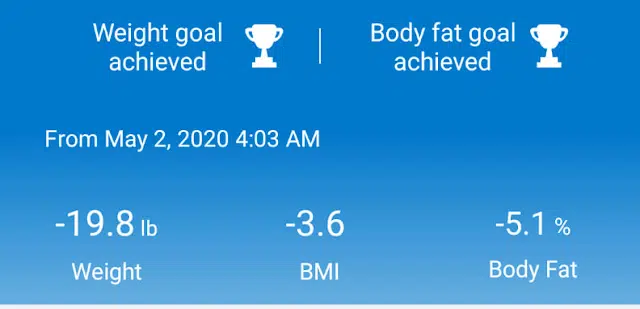 Weight goal
achieved
Body fat goal
achieved
From May 2, 2020 4:03 AM
-19.8 lb
-3.6
-5.1 %
Weight
BMI
Body Fat